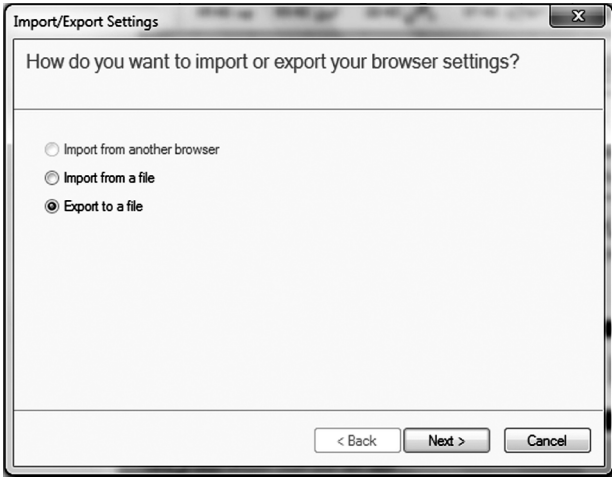 Import/Export Settings
How do you want to import or export your browser settings?
Import from another browser
Import from a file
Export to a file
< Back
Next >
Cancel